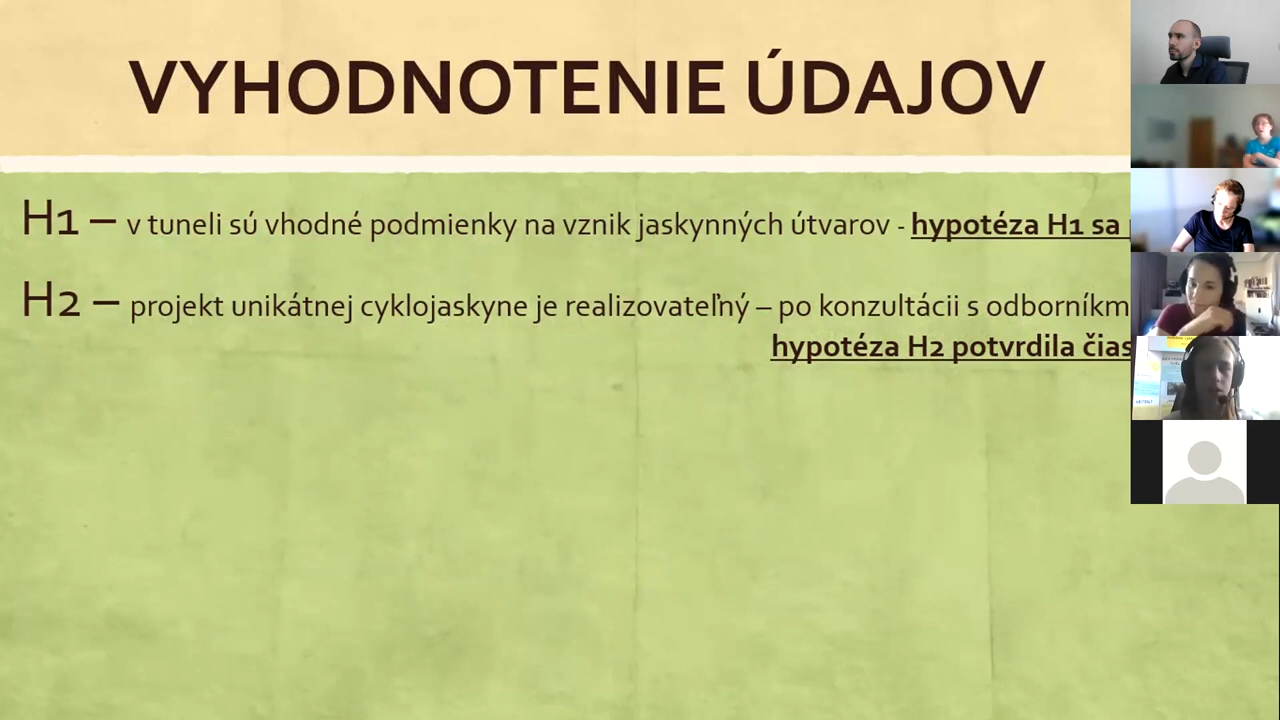 VYHODNOTENIE ÚDAJOV
H1 – v tuneli sú vhodné podmienky na vznik jaskynných útvarov - hypotéza H1 sa
H2 – projekt unikátnej cyklojaskyne je realizovateľný – po konzultácii s odborníkm
hypotéza H2 potvrdila čias